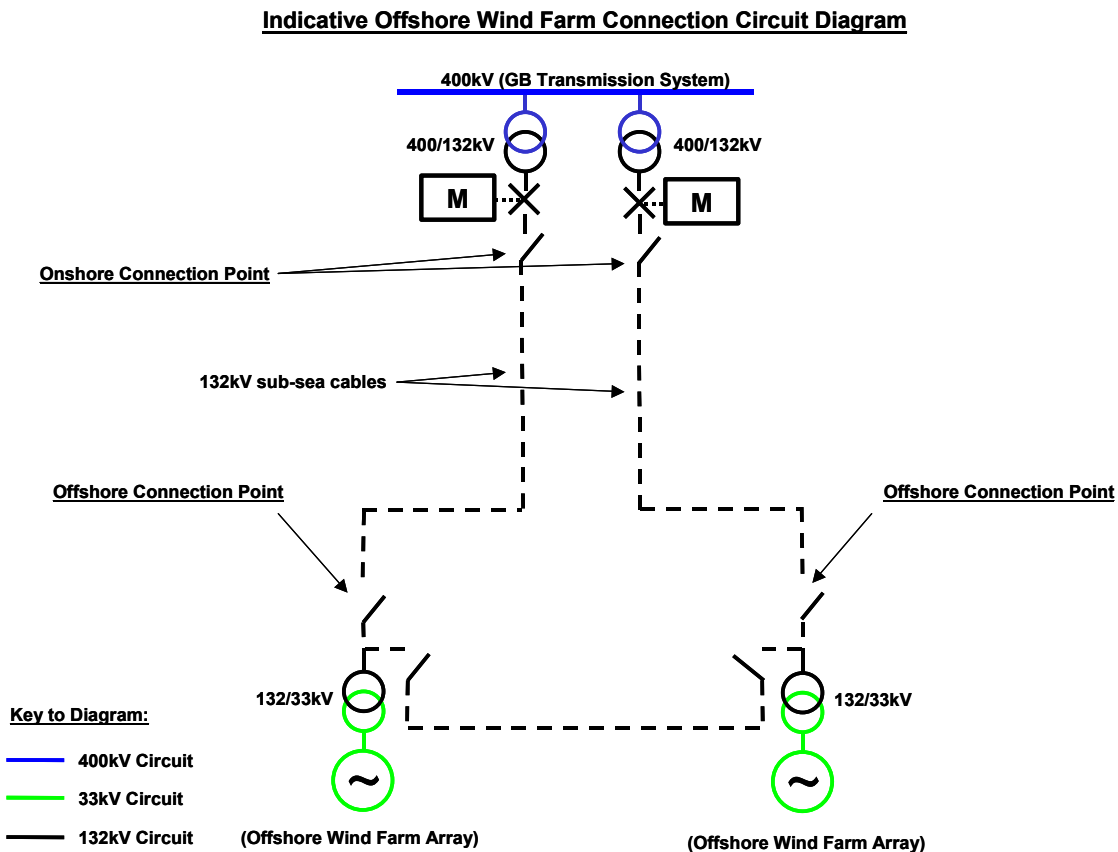 Indicative Offshore Wind Farm Connection Circuit Diagram
400kV (GB Transmission System)
400/132kV
400/132kV
M
M
Onshore Connection Point
132kV sub-sea cables
Offshore Connection Point
Offshore Connection Point
132/33kV
132/33kV
Key to Diagram:
400kV Circuit
33kV Circuit
132kV Circuit
~
~
(Offshore Wind Farm Array)
(Offshore Wind Farm Array)